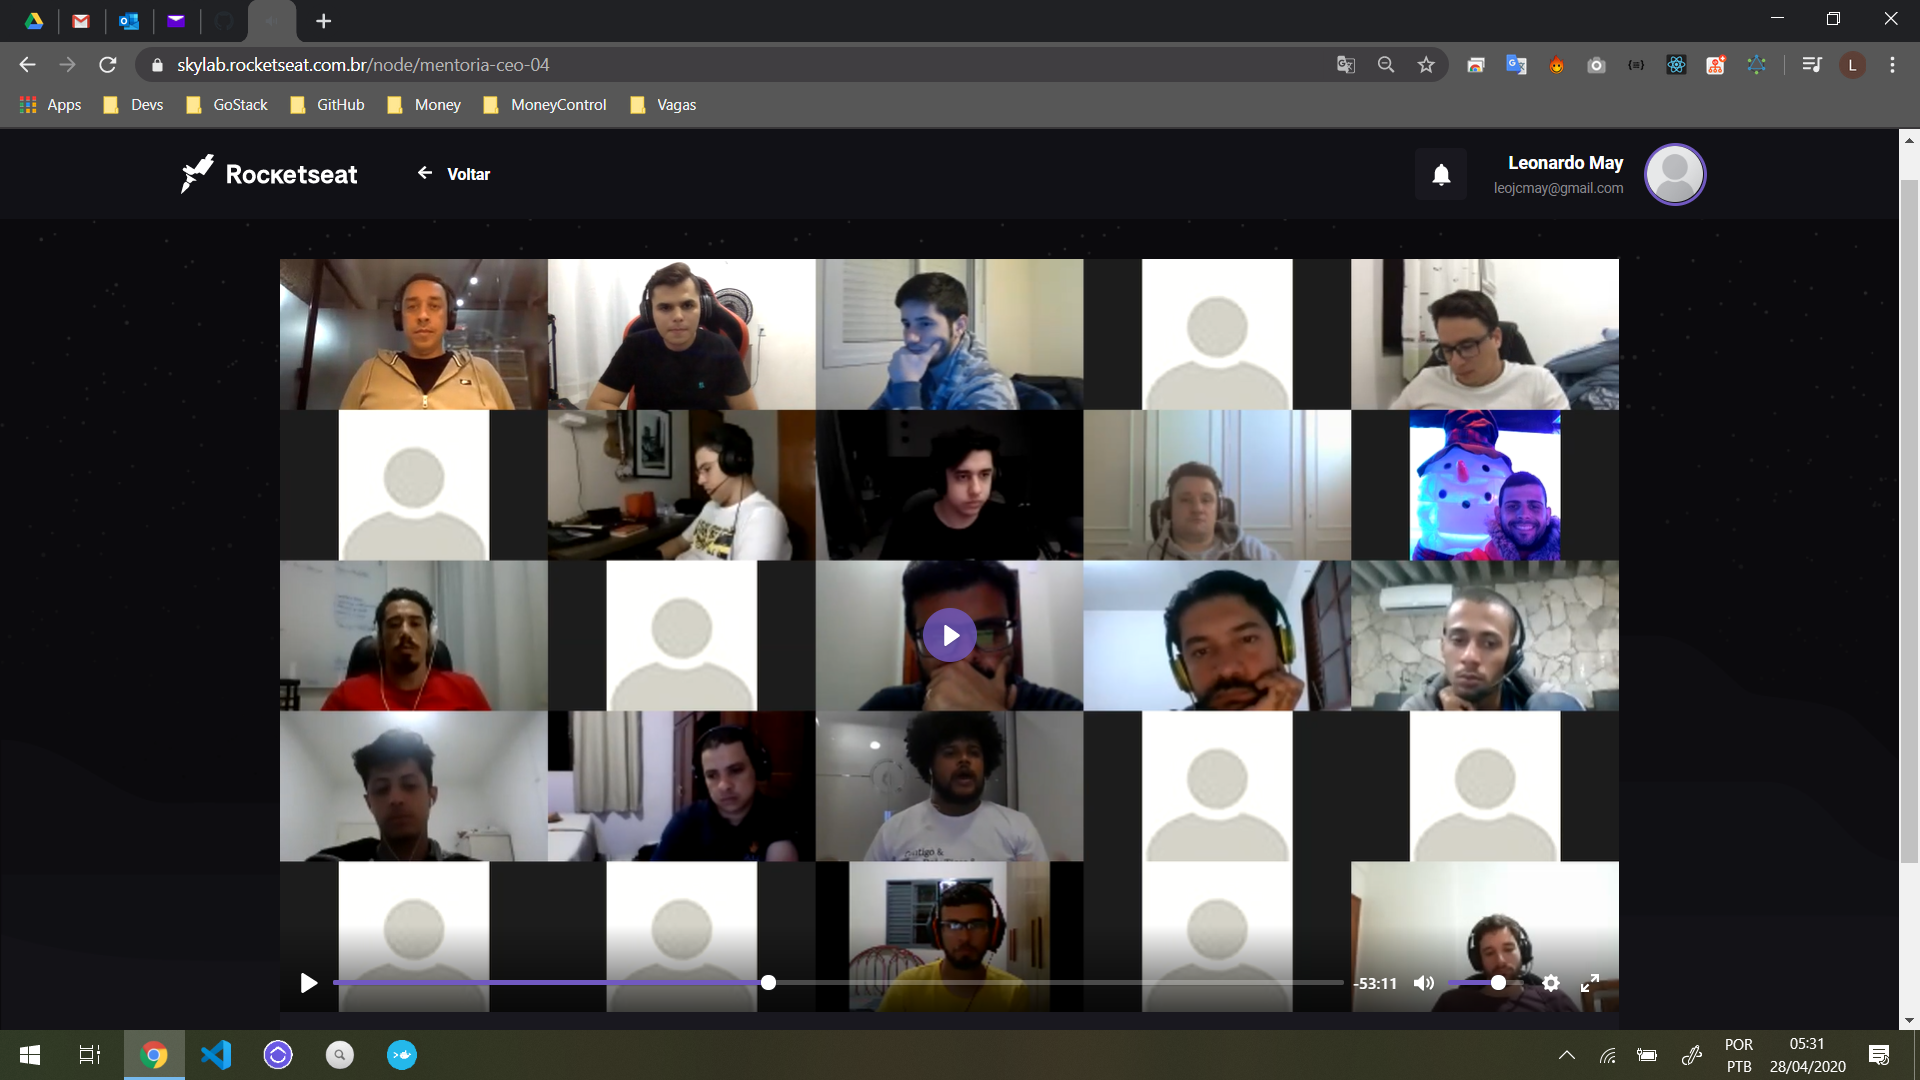 skylab.rocketseat.com.br/node/mentoria-ceo-04
L
Apps
Devs
GoStack
GitHub
Money
MoneyControl
Vagas
Rocketseat
Voltar
Leonardo May
leojcmay@gmail.com
-53:11
POR
PTB
05:31
28/04/2020